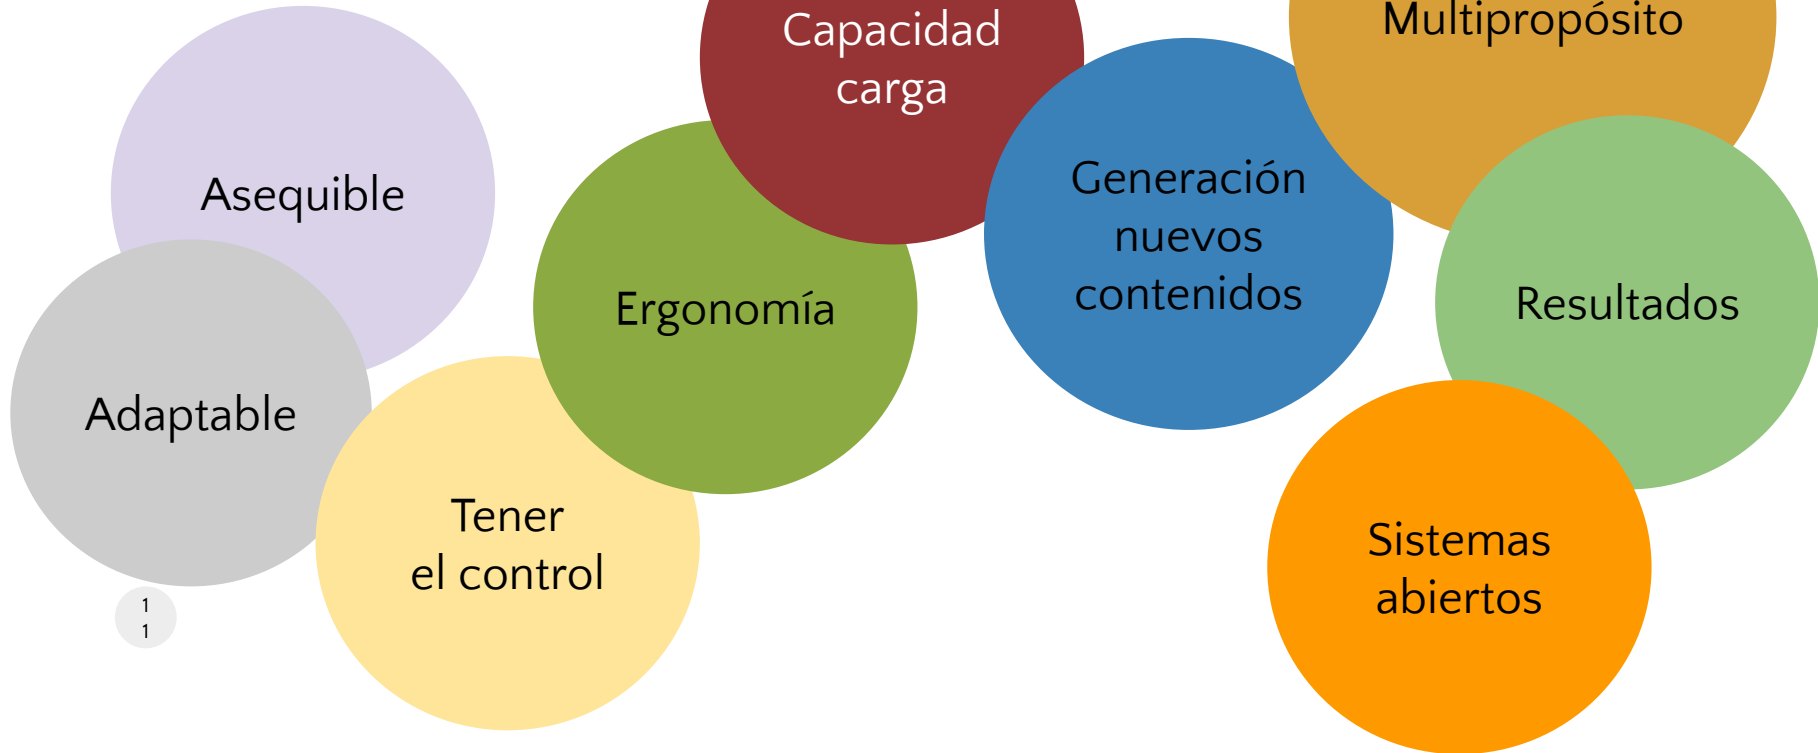 Capacidad
carga
Multipropósito
Asequible
Generación
nuevos
contenidos
Ergonomía
Resultados
Adaptable
Tener
el control
Sistemas
abiertos
1
1